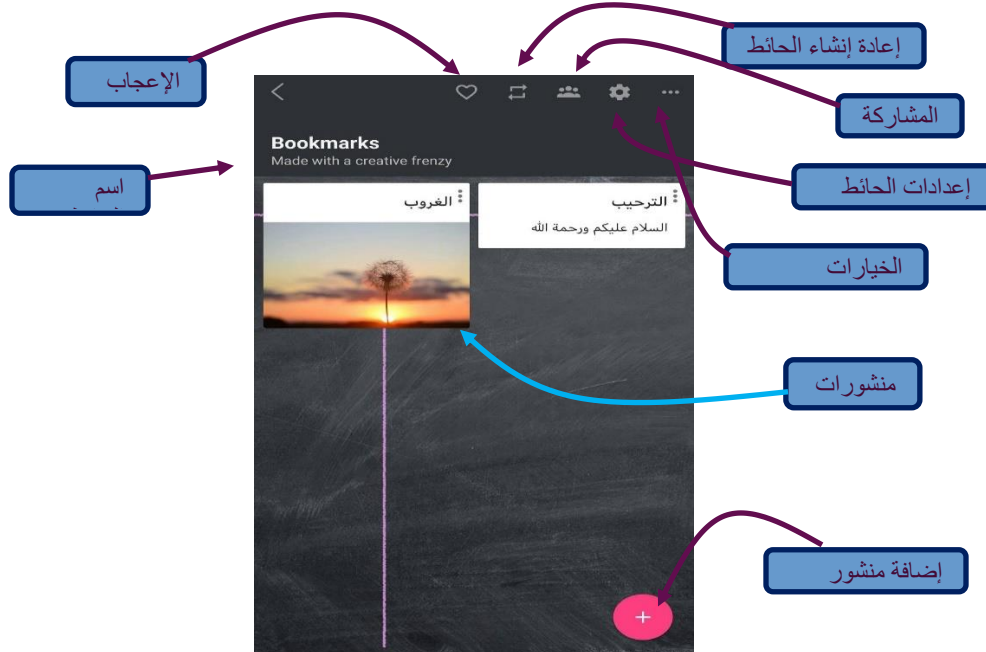 إعادة إنشاء الحائط
الإعجاب
المشاركة
Bookmarks
Made with a creative frenzy
إعدادات الحائط
اسم
الترحيب
السلام عليكم ورحمة الله
الغروب
الخيارات
منشورات
إضافة منشور